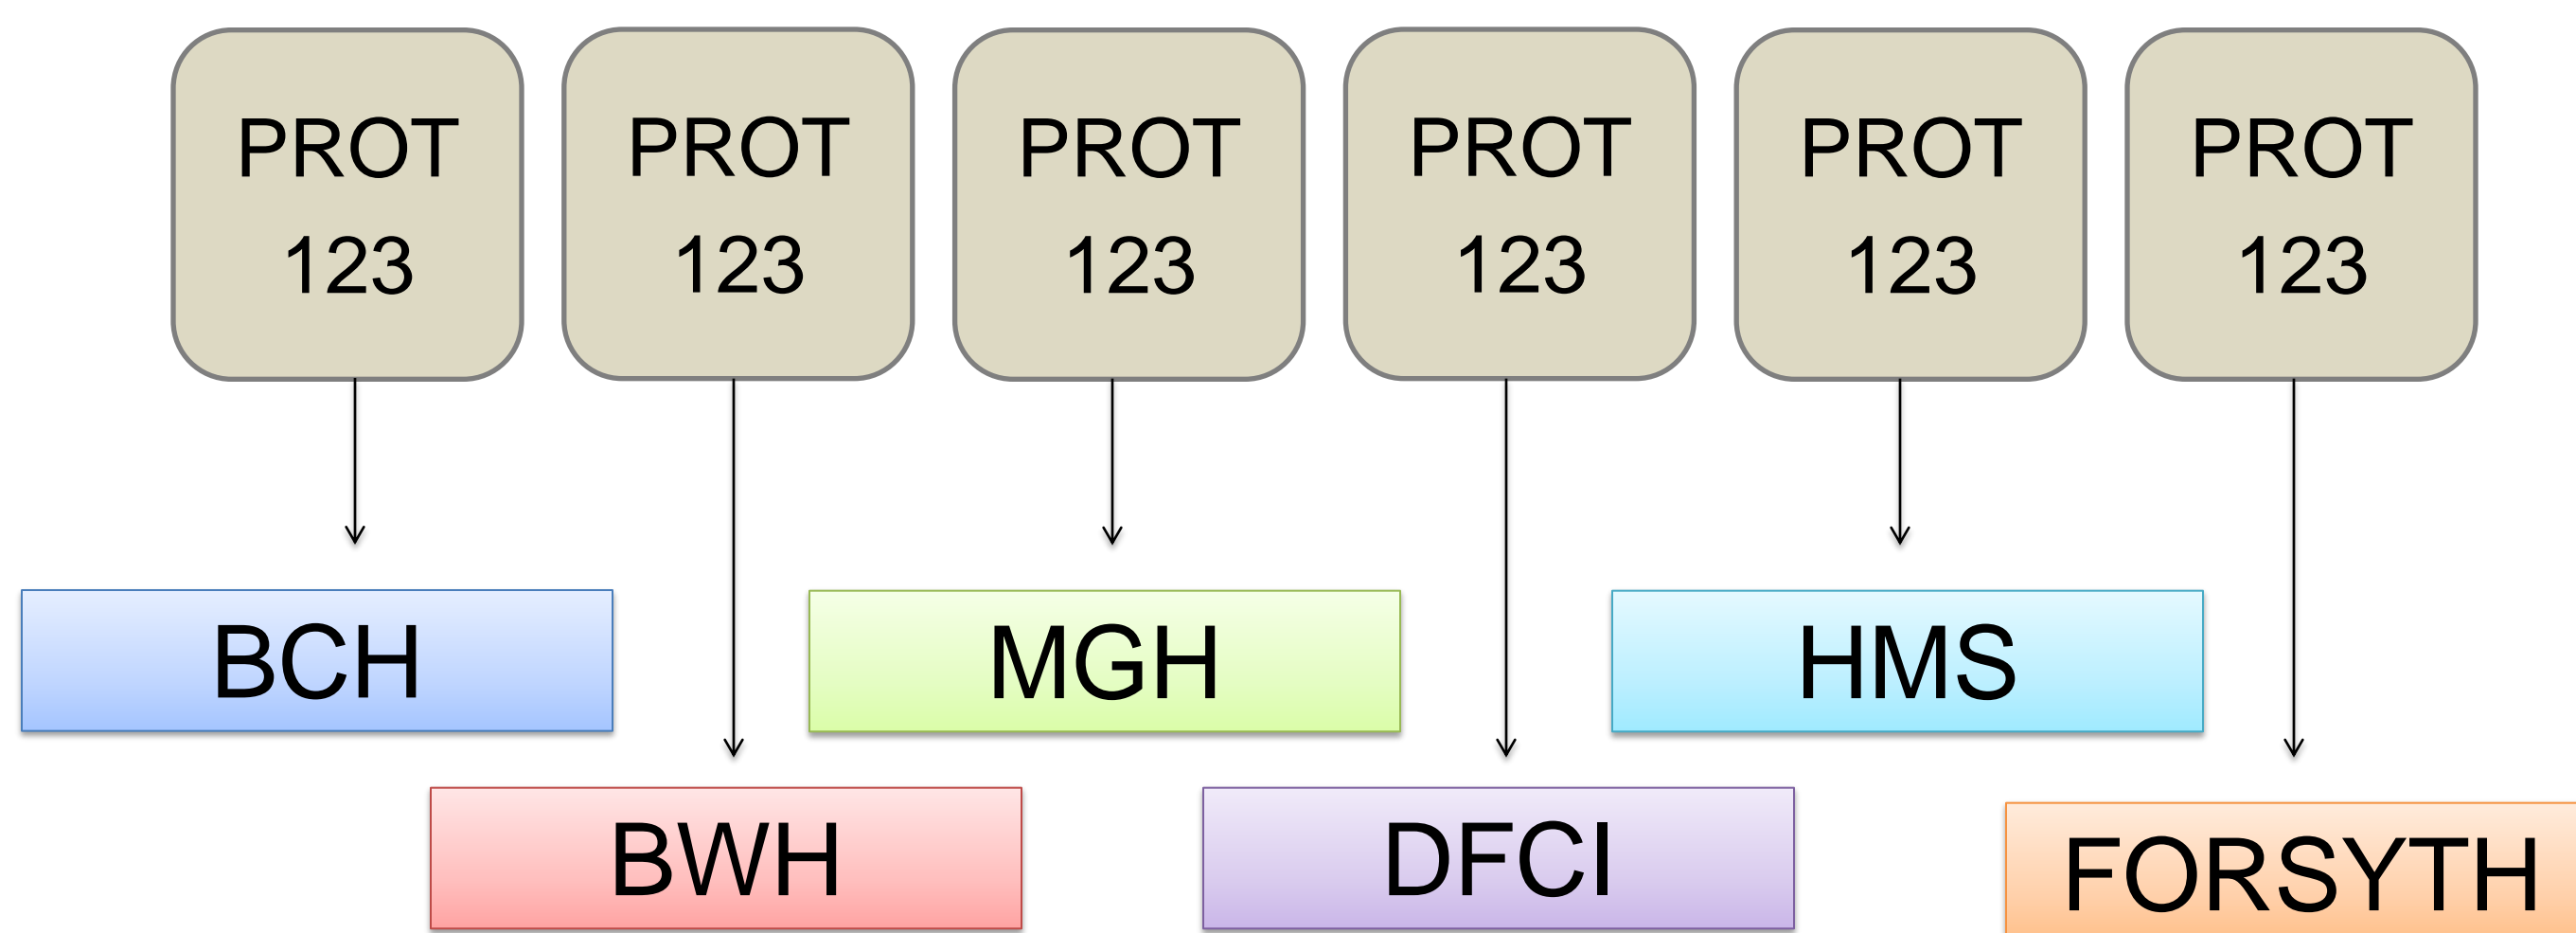 PROT
123
PROT
123
PROT
123
PROT
123
PROT
123
PROT
123
BCH
MGH
HMS
BWH
DFCI
FORSYTH